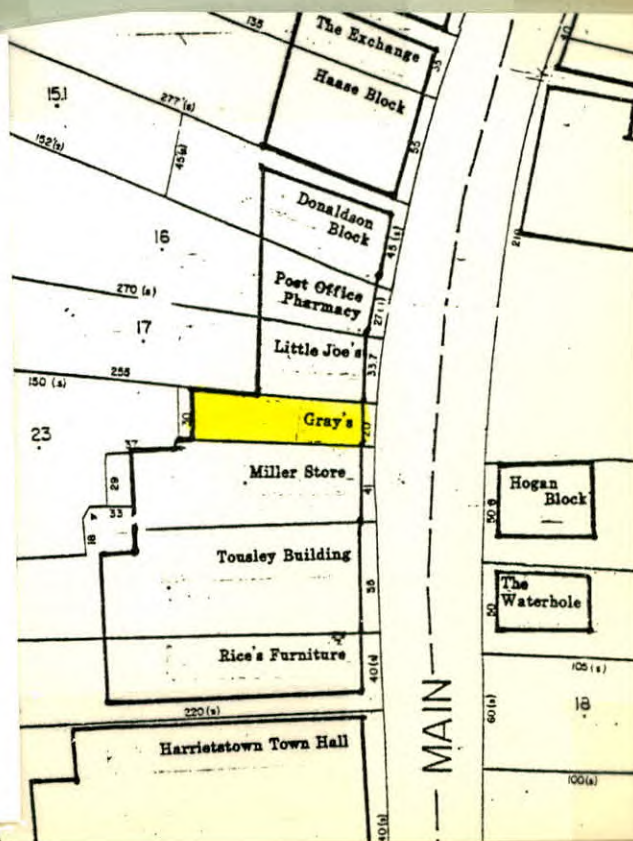 135
The Exchange
35
40
Haase Block
15.1
277(s)
55
152(s)
45(s)
Donaldson
Block
45(s)
210
16
Post Office
Pharmacy
27(s)
270 (s)
17
Little Joe's
33.7
255
150 (s)
30
Gray's
20
23
37
Miller Store
41
29
Hogan
Block
50
33
18
Tousley Building
55
The
Waterhole
50
Rice's Furniture
40(s)
105(s)
220(s)
60(s)
18
MAIN
Harrietstown Town Hall
100(s)
40(s)